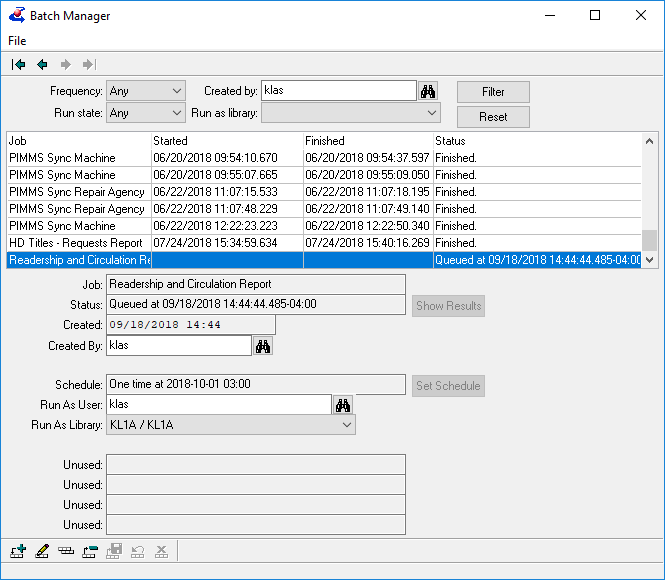 Batch Manager
File
Frequency: Any Created by: klas Filter
Run state: Any Run as library: Reset
Job Started Finished Status
PIMMS Sync Machine 06/20/2018 09:54:10.670 06/20/2018 09:54:37.597 Finished.
PIMMS Sync Machine 06/20/2018 09:55:07.665 06/20/2018 09:55:09.050 Finished.
PIMMS Sync Repair Agency 06/22/2018 11:07:15.533 06/22/2018 11:07:18.195 Finished.
PIMMS Sync Repair Agency 06/22/2018 11:07:48.229 06/22/2018 11:07:49.140 Finished.
PIMMS Sync Machine 06/22/2018 12:22:23.223 06/22/2018 12:22:50.340 Finished.
HD Titles - Requests Report 07/24/2018 15:34:59.634 07/24/2018 15:40:16.269 Finished.
Readership and Circulation Re Queued at 09/18/2018 14:44:44.485-04:00
Job: Readership and Circulation Report
Status: Queued at 09/18/2018 14:44:44.485-04:00 Show Results
Created: 09/18/2018 14:44
Created By: klas
Schedule: One time at 2018-10-01 03:00 Set Schedule
Run As User: klas
Run As Library: KL1A / KL1A
Unused:
Unused:
Unused:
Unused: